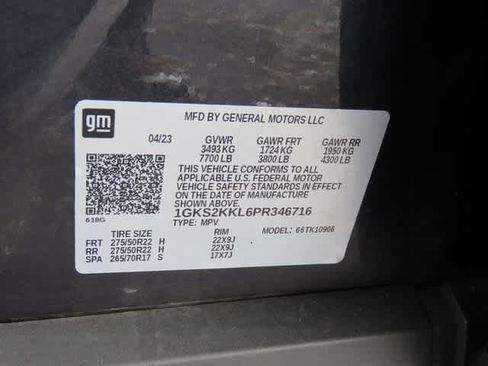 gm
MFD BY GENERAL MOTORS LLC
04/23 GVWR GAWR FRT GAWR RR
3493 KG 1724 KG 1950 KG
7700 LB 3800 LB 4300 LB
THIS VEHICLE CONFORMS TO ALL
APPLICABLE U.S. FEDERAL MOTOR
VEHICLE SAFETY STANDARDS IN EFFECT
ON THE DATE OF MANUFACTURE
SHOWN ABOVE.
1GKS2KKL6PR346716
618G
TYPE: MPV MODEL: 66TK10906
TIRE SIZE RIM
FRT 275/50R22 H 22X9J
RR 275/50R22 H 22X9J
SPA 265/70R17 S 17X7J